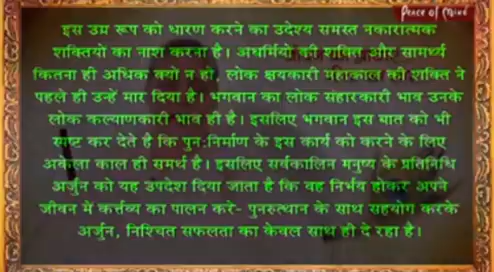 Peace of Mind
इस उग्र रूप को धारण करने का उदेश्य समस्त नकारात्मक
शक्तियों का नाश करना है। अधर्मियों की शक्ति और सामर्थ्य
कितना ही अधिक क्यो न हो, लोक क्षयकारी महाकाल की शक्ति ने
पहले ही उन्हें मार दिया है। भगवान का लोक संहारकारी भाव उनके
लोक कल्याणकारी भाव ही है। इसलिए भगवान इस बात को भी
स्पष्ट कर देते है कि पुन:निर्माण के इस कार्य को करने के लिए
अकेला काल ही समर्थ है। इसलिए सर्वकालिन मनुष्य के प्रतिनिधि
अर्जुन को यह उपदेश दिया जाता है कि वह निर्भय होकर अपने
जीवन में कर्त्तव्य का पालन करे- पुनरुत्थान के साथ सहयोग करके
अर्जुन, निश्चित सफलता का केवल साथ ही दे रहा है।